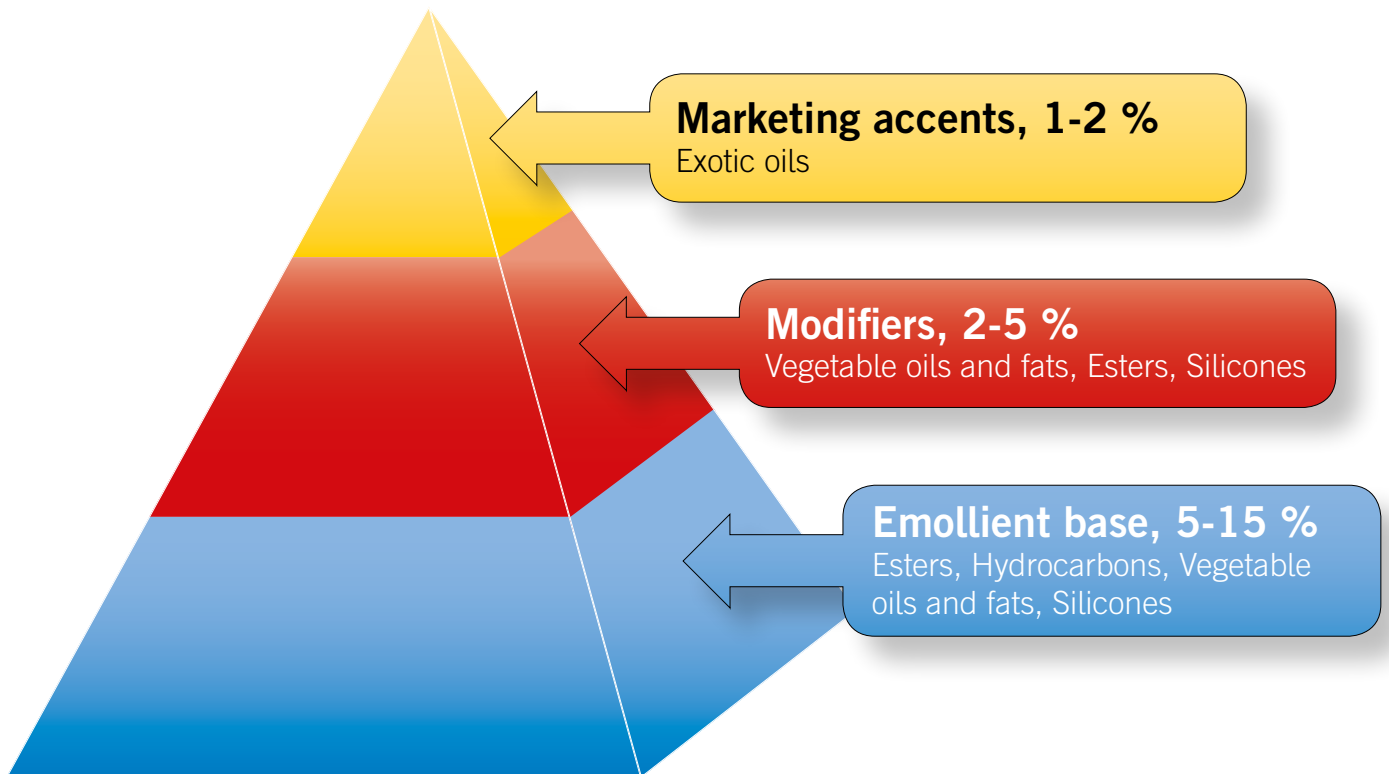 Marketing accents, 1-2 %
Exotic oils
Modifiers, 2-5 %
Vegetable oils and fats, Esters, Silicones
Emollient base, 5-15 %
Esters, Hydrocarbons, Vegetable
oils and fats, Silicones